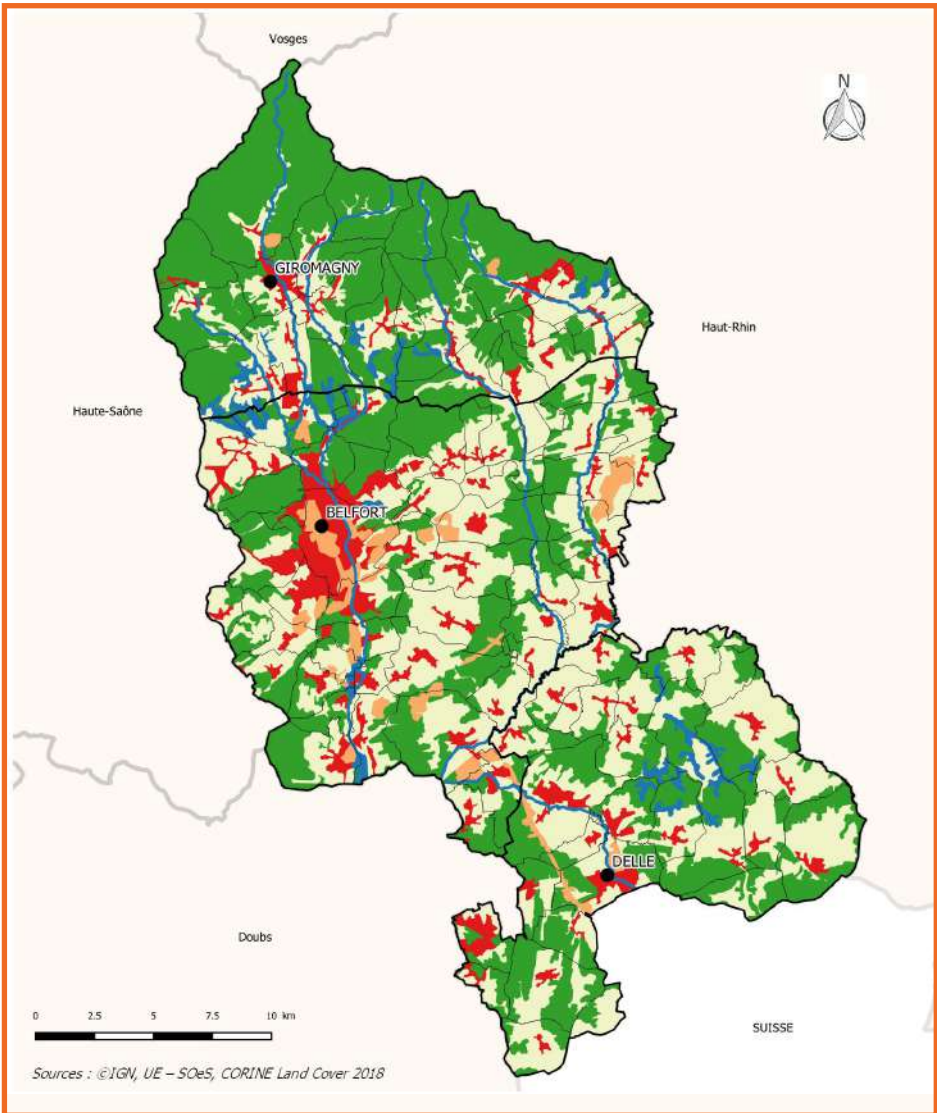 Vosges
N
GIROMAGNY
Haut-Rhin
Haute-Saône
BELFORT
DELLE
Doubs
0 2.5 5 7.5 10 km
SUISSE
Sources : ©IGN, UE – SOeS, CORINE Land Cover 2018